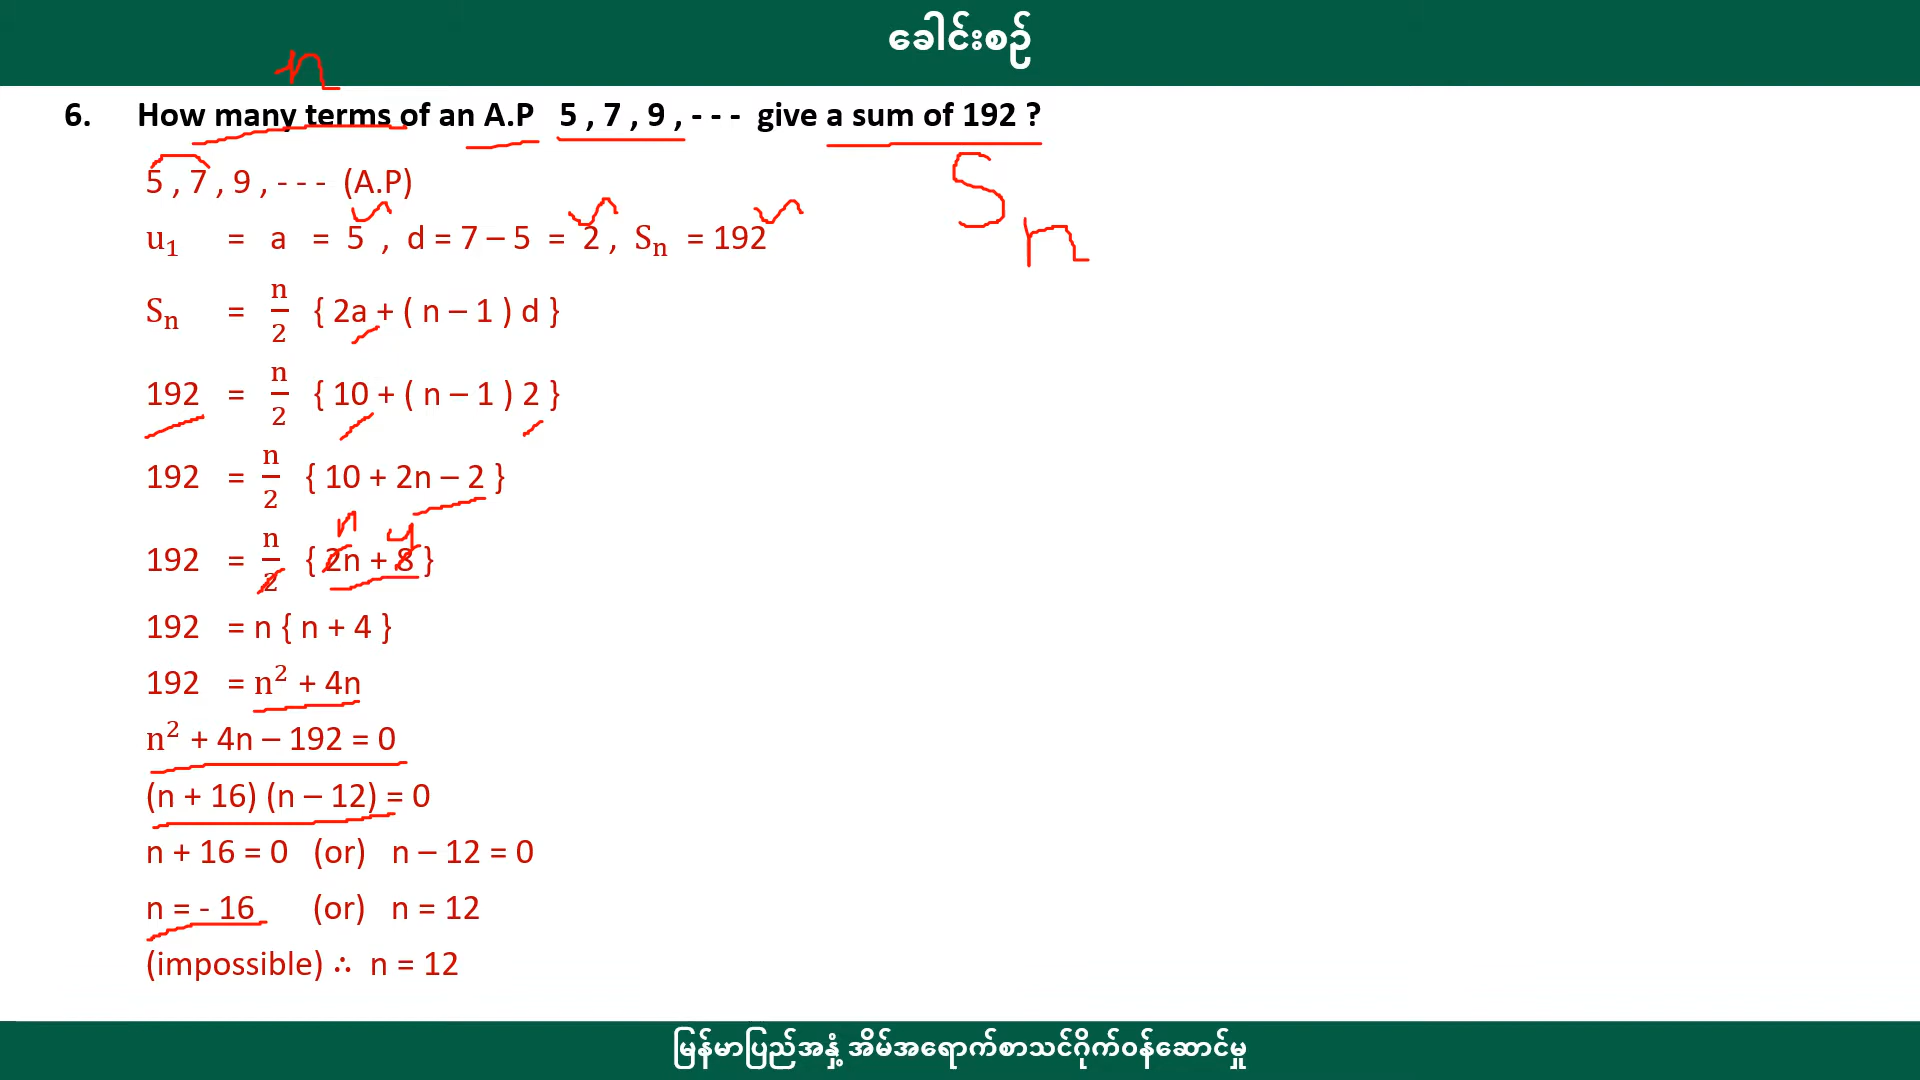 ခေါင်းစဉ်
n
6. How many terms of an A.P 5 , 7 , 9 , - - - give a sum of 192 ?
5 , 7 , 9 , - - - (A.P)
Sn
u₁ = a = 5 , d = 7 – 5 = 2 , Sₙ = 192
Sₙ = n/2 { 2a + ( n – 1 ) d }
192 = n/2 { 10 + ( n – 1 ) 2 }
192 = n/2 { 10 + 2n – 2 }
n 4
192 = n/2 { 2n + 8 }
192 = n { n + 4 }
192 = n² + 4n
n² + 4n – 192 = 0
(n + 16) (n – 12) = 0
n + 16 = 0 (or) n – 12 = 0
n = - 16 (or) n = 12
(impossible) ∴ n = 12
မြန်မာပြည်အနှံ့ အိမ်အရောက်စာသင်ဂိုက်ဝန်ဆောင်မှု